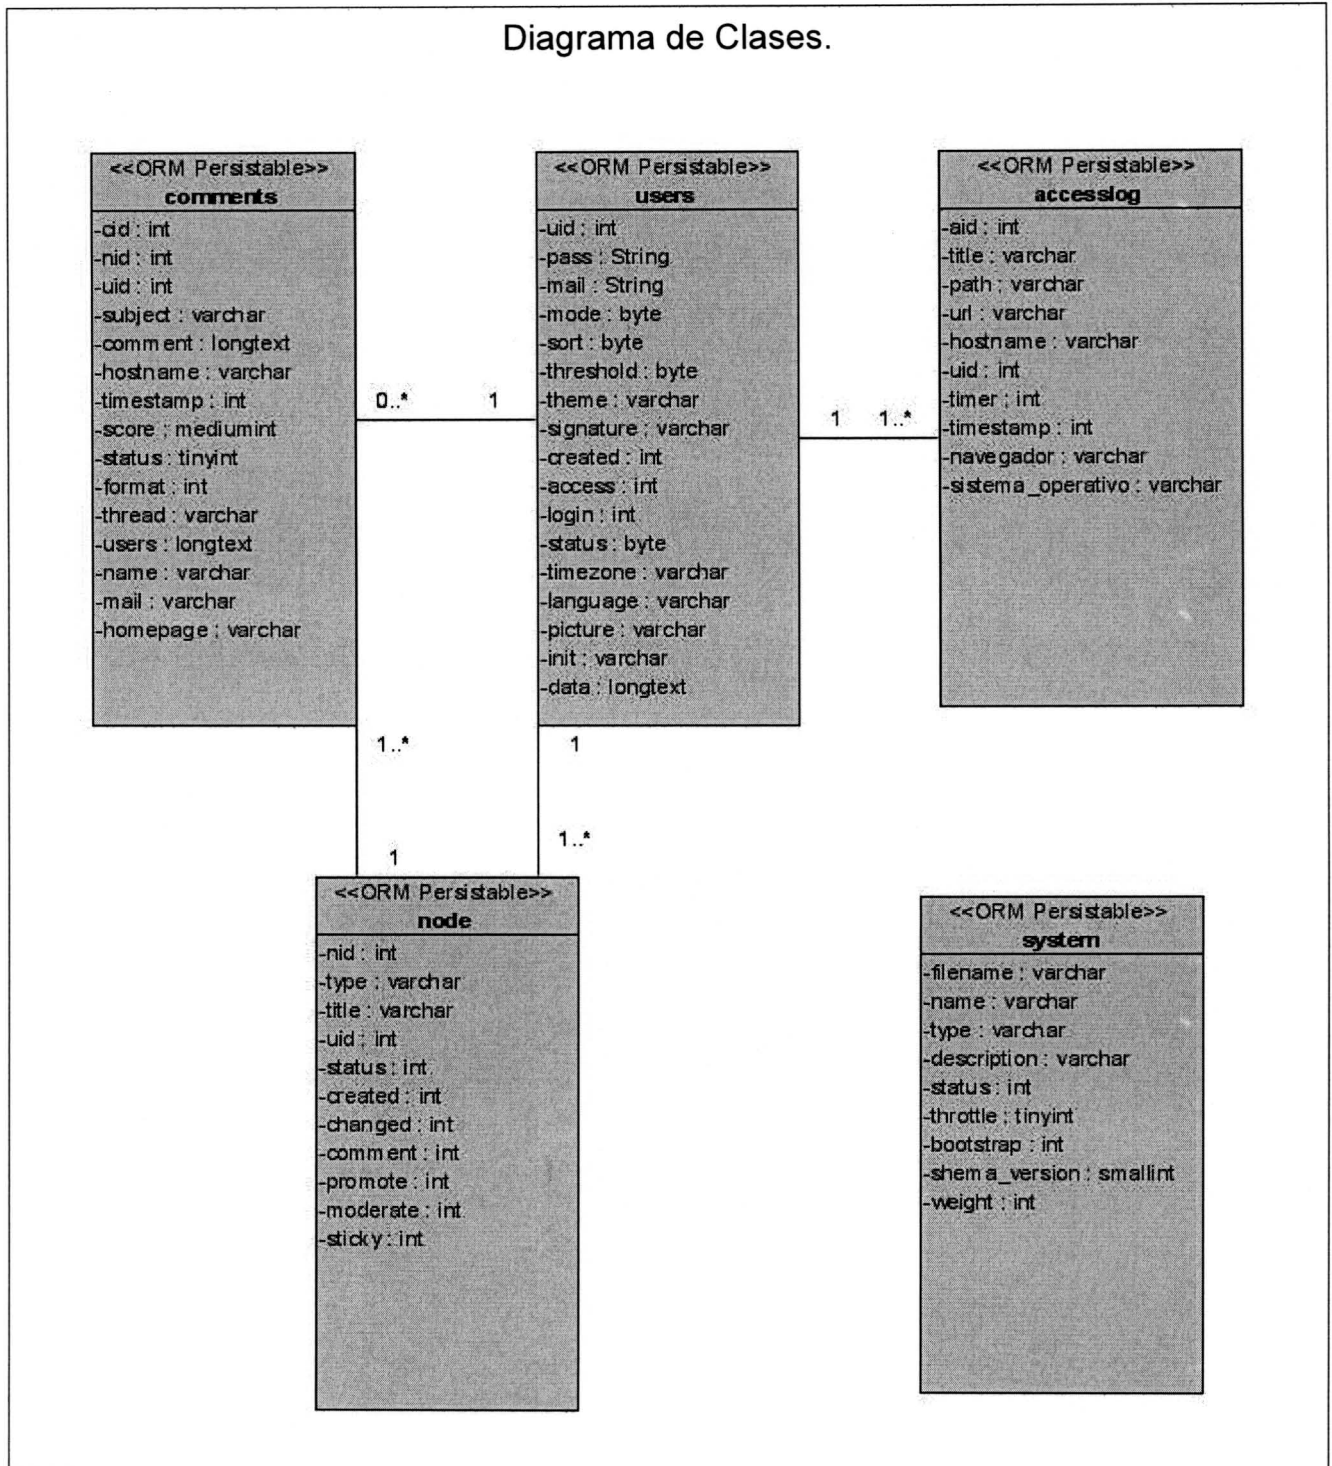 Diagrama de Clases.
<<ORM Persistable>>
comments
-cid : int
-nid : int
-uid : int
-subject : varchar
-comment : longtext
-hostname : varchar
-timestamp : int
-score : mediumint
-status : tinyint
-format : int
-thread : varchar
-users : longtext
-name : varchar
-mail : varchar
-homepage : varchar
0..*
1
<<ORM Persistable>>
users
-uid : int
-pass : String
-mail : String
-mode : byte
-sort : byte
-threshold : byte
-theme : varchar
-signature : varchar
-created : int
-access : int
-login : int
-status : byte
-timezone : varchar
-language : varchar
-picture : varchar
-init : varchar
-data : longtext
1
1..*
<<ORM Persistable>>
accesslog
-aid : int
-title : varchar
-path : varchar
-url : varchar
-hostname : varchar
-uid : int
-timer : int
-timestamp : int
-navegador : varchar
-sistema_operativo : varchar
1..*
1
1
1..*
<<ORM Persistable>>
node
-nid : int
-type : varchar
-title : varchar
-uid : int
-status : int
-created : int
-changed : int
-comment : int
-promote : int
-moderate : int
-sticky : int
<<ORM Persistable>>
system
-filename : varchar
-name : varchar
-type : varchar
-description : varchar
-status : int
-throttle : tinyint
-bootstrap : int
-shema_version : smallint
-weight : int